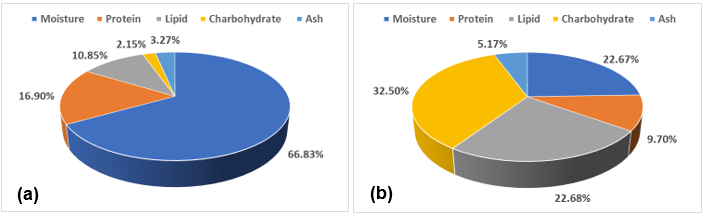 Moisture Protein Lipid Charbohydrate Ash
3.27%
2.15%
10.85%
16.90%
66.83%
(a)
Moisture Protein Lipid Charbohydrate Ash
5.17%
22.67%
32.50%
9.70%
22.68%
(b)